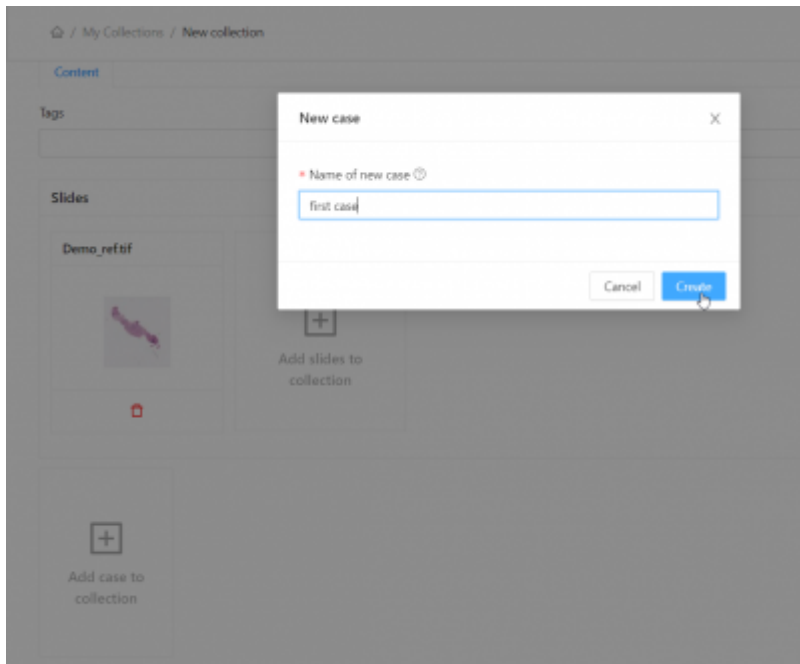 / My Collections / New collection
Content
Tags
New case
* Name of new case
first case
Cancel
Create
Slides
Demo_ref.tif
Add slides to
collection
Add case to
collection